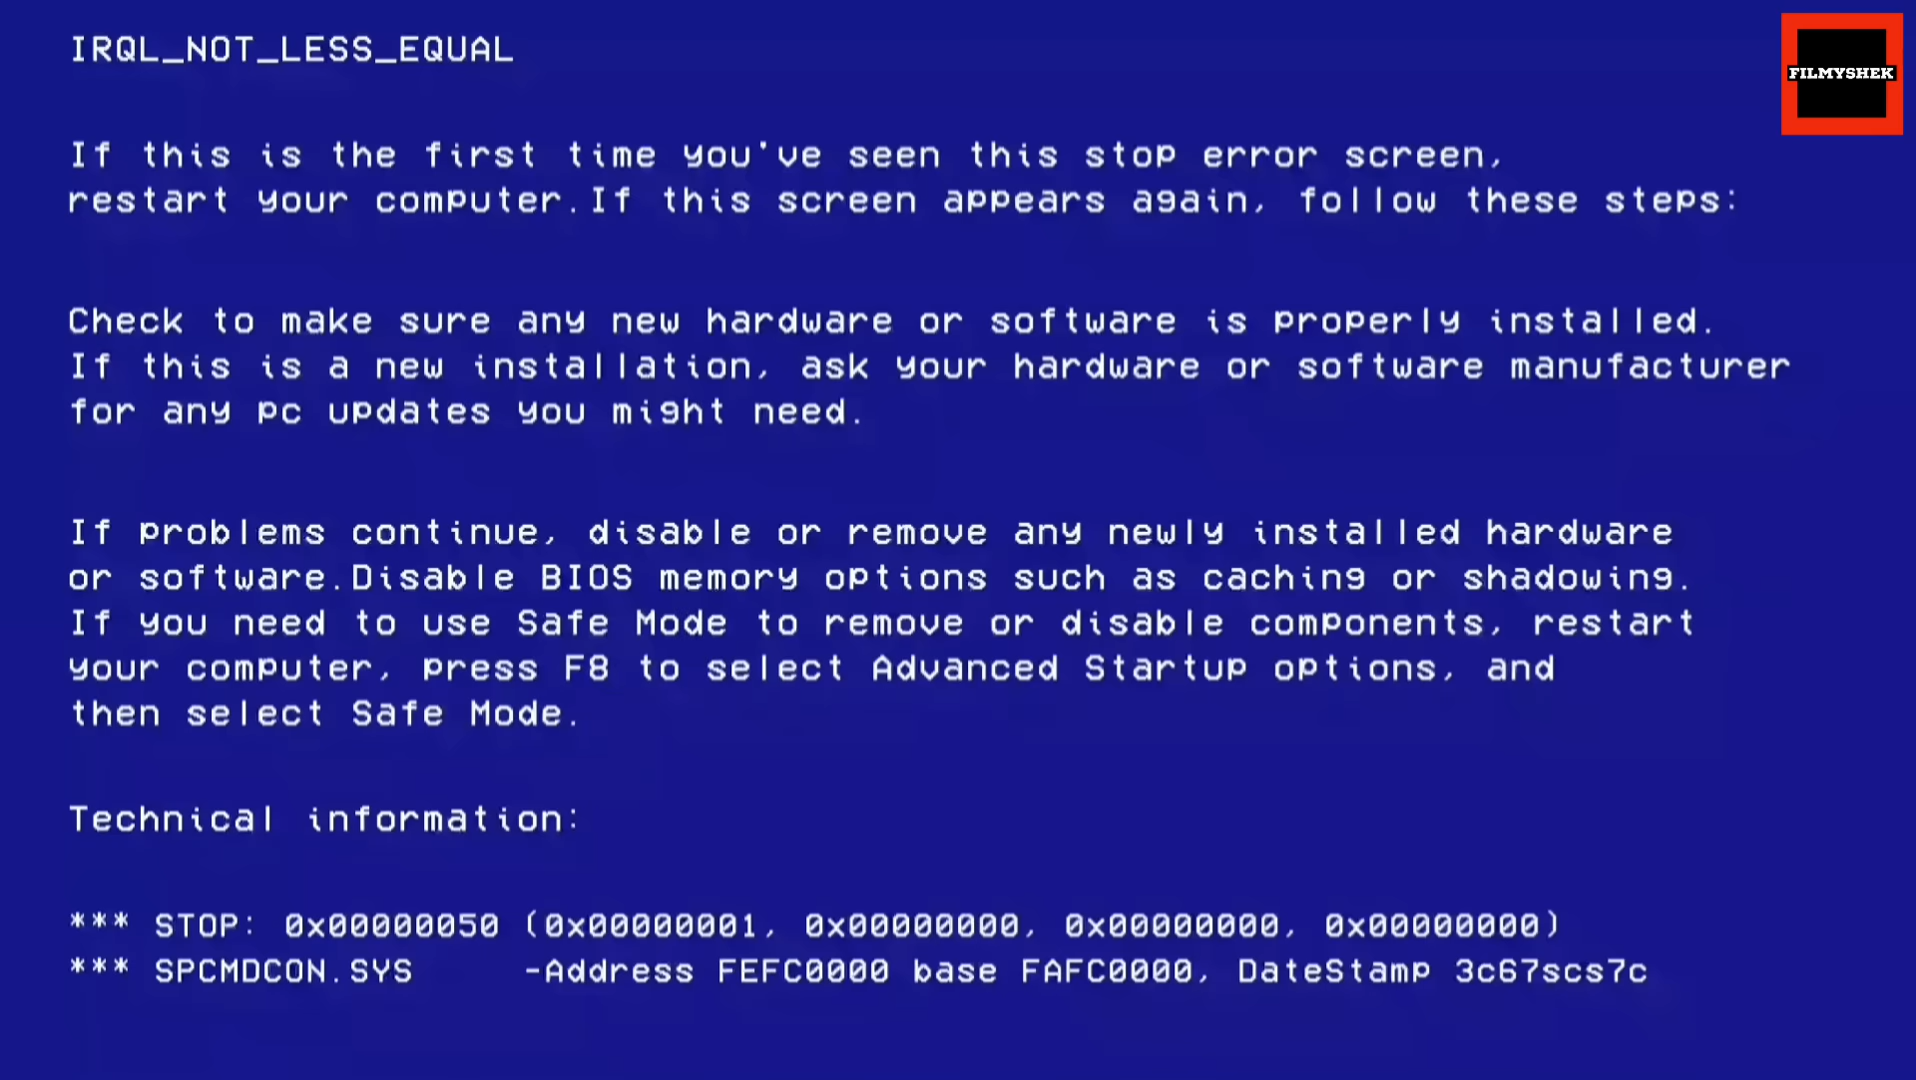 IRQL_NOT_LESS_EQUAL
FILMYSHEK
If this is the first time you've seen this stop error screen,
restart your computer.If this screen appears again, follow these steps:
Check to make sure any new hardware or software is properly installed.
If this is a new installation, ask your hardware or software manufacturer
for any pc updates you might need.
If problems continue, disable or remove any newly installed hardware
or software.Disable BIOS memory options such as caching or shadowing.
If you need to use Safe Mode to remove or disable components, restart
your computer, press F8 to select Advanced Startup options, and
then select Safe Mode.
Technical information:
*** STOP: 0x00000050 (0x00000001, 0x00000000, 0x00000000, 0x00000000)
*** SPCMDCON.SYS -Address FEFC0000 base FAFC0000, DateStamp 3c67scs7c